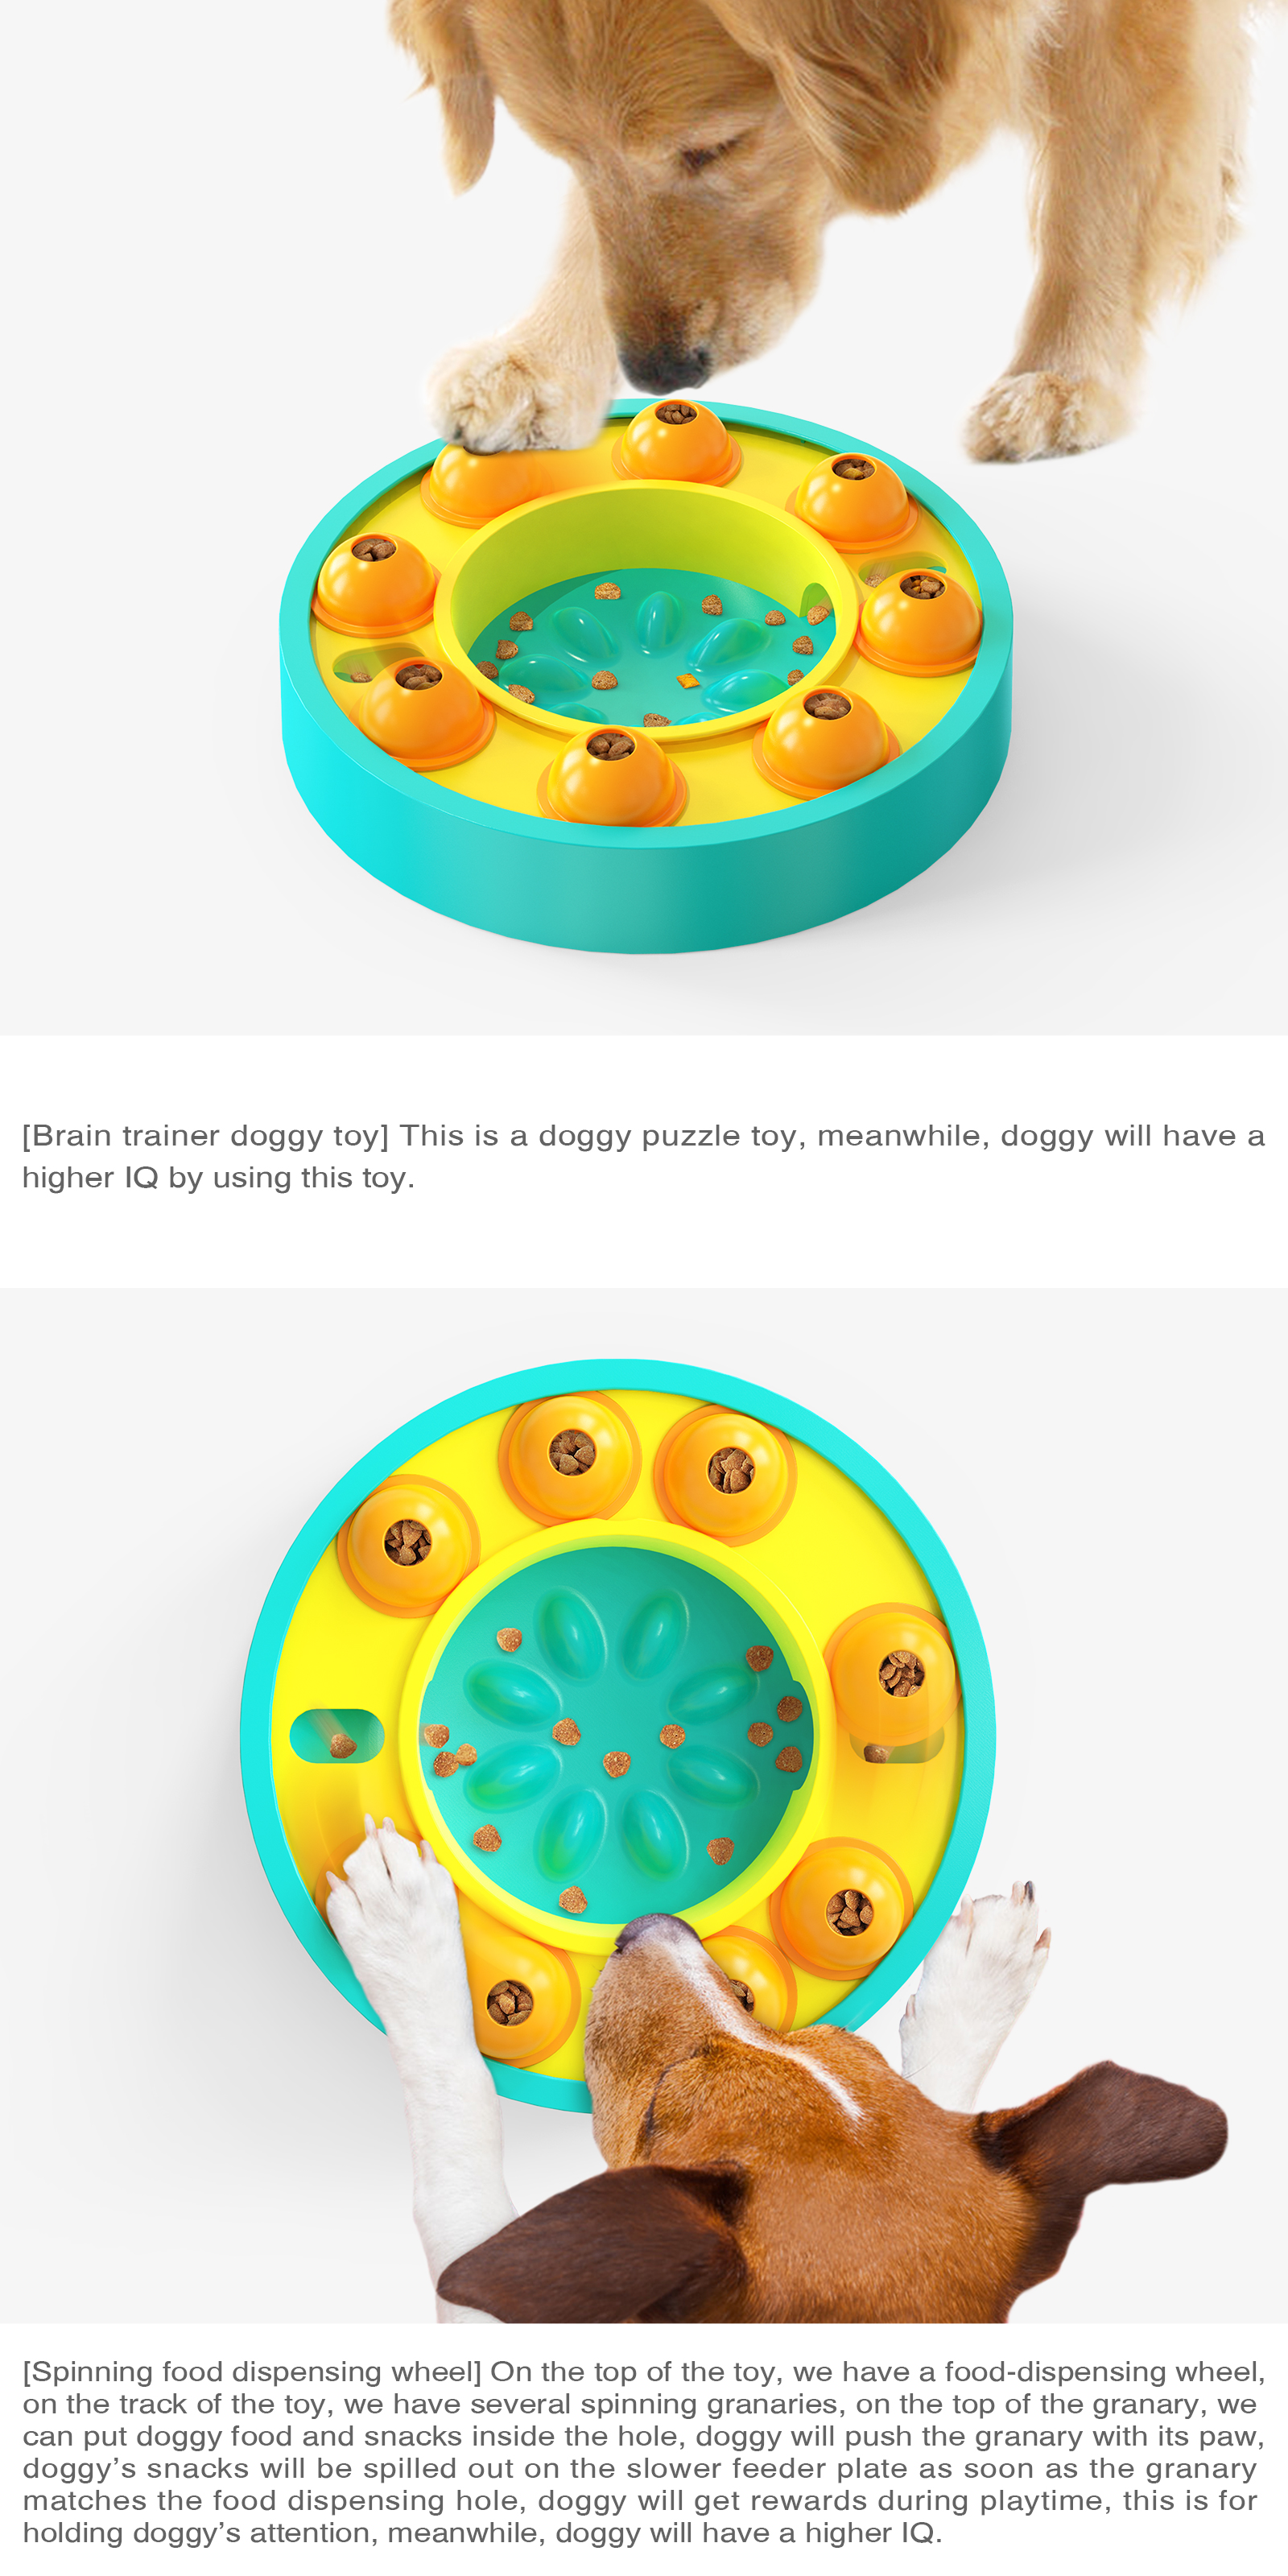 [Brain trainer doggy toy] This is a doggy puzzle toy, meanwhile, doggy will have a
higher IQ by using this toy.
[Spinning food dispensing wheel] On the top of the toy, we have a food-dispensing wheel,
on the track of the toy, we have several spinning granaries, on the top of the granary, we
can put doggy food and snacks inside the hole, doggy will push the granary with its paw,
doggy’s snacks will be spilled out on the slower feeder plate as soon as the granary
matches the food dispensing hole, doggy will get rewards during playtime, this is for
holding doggy’s attention, meanwhile, doggy will have a higher IQ.